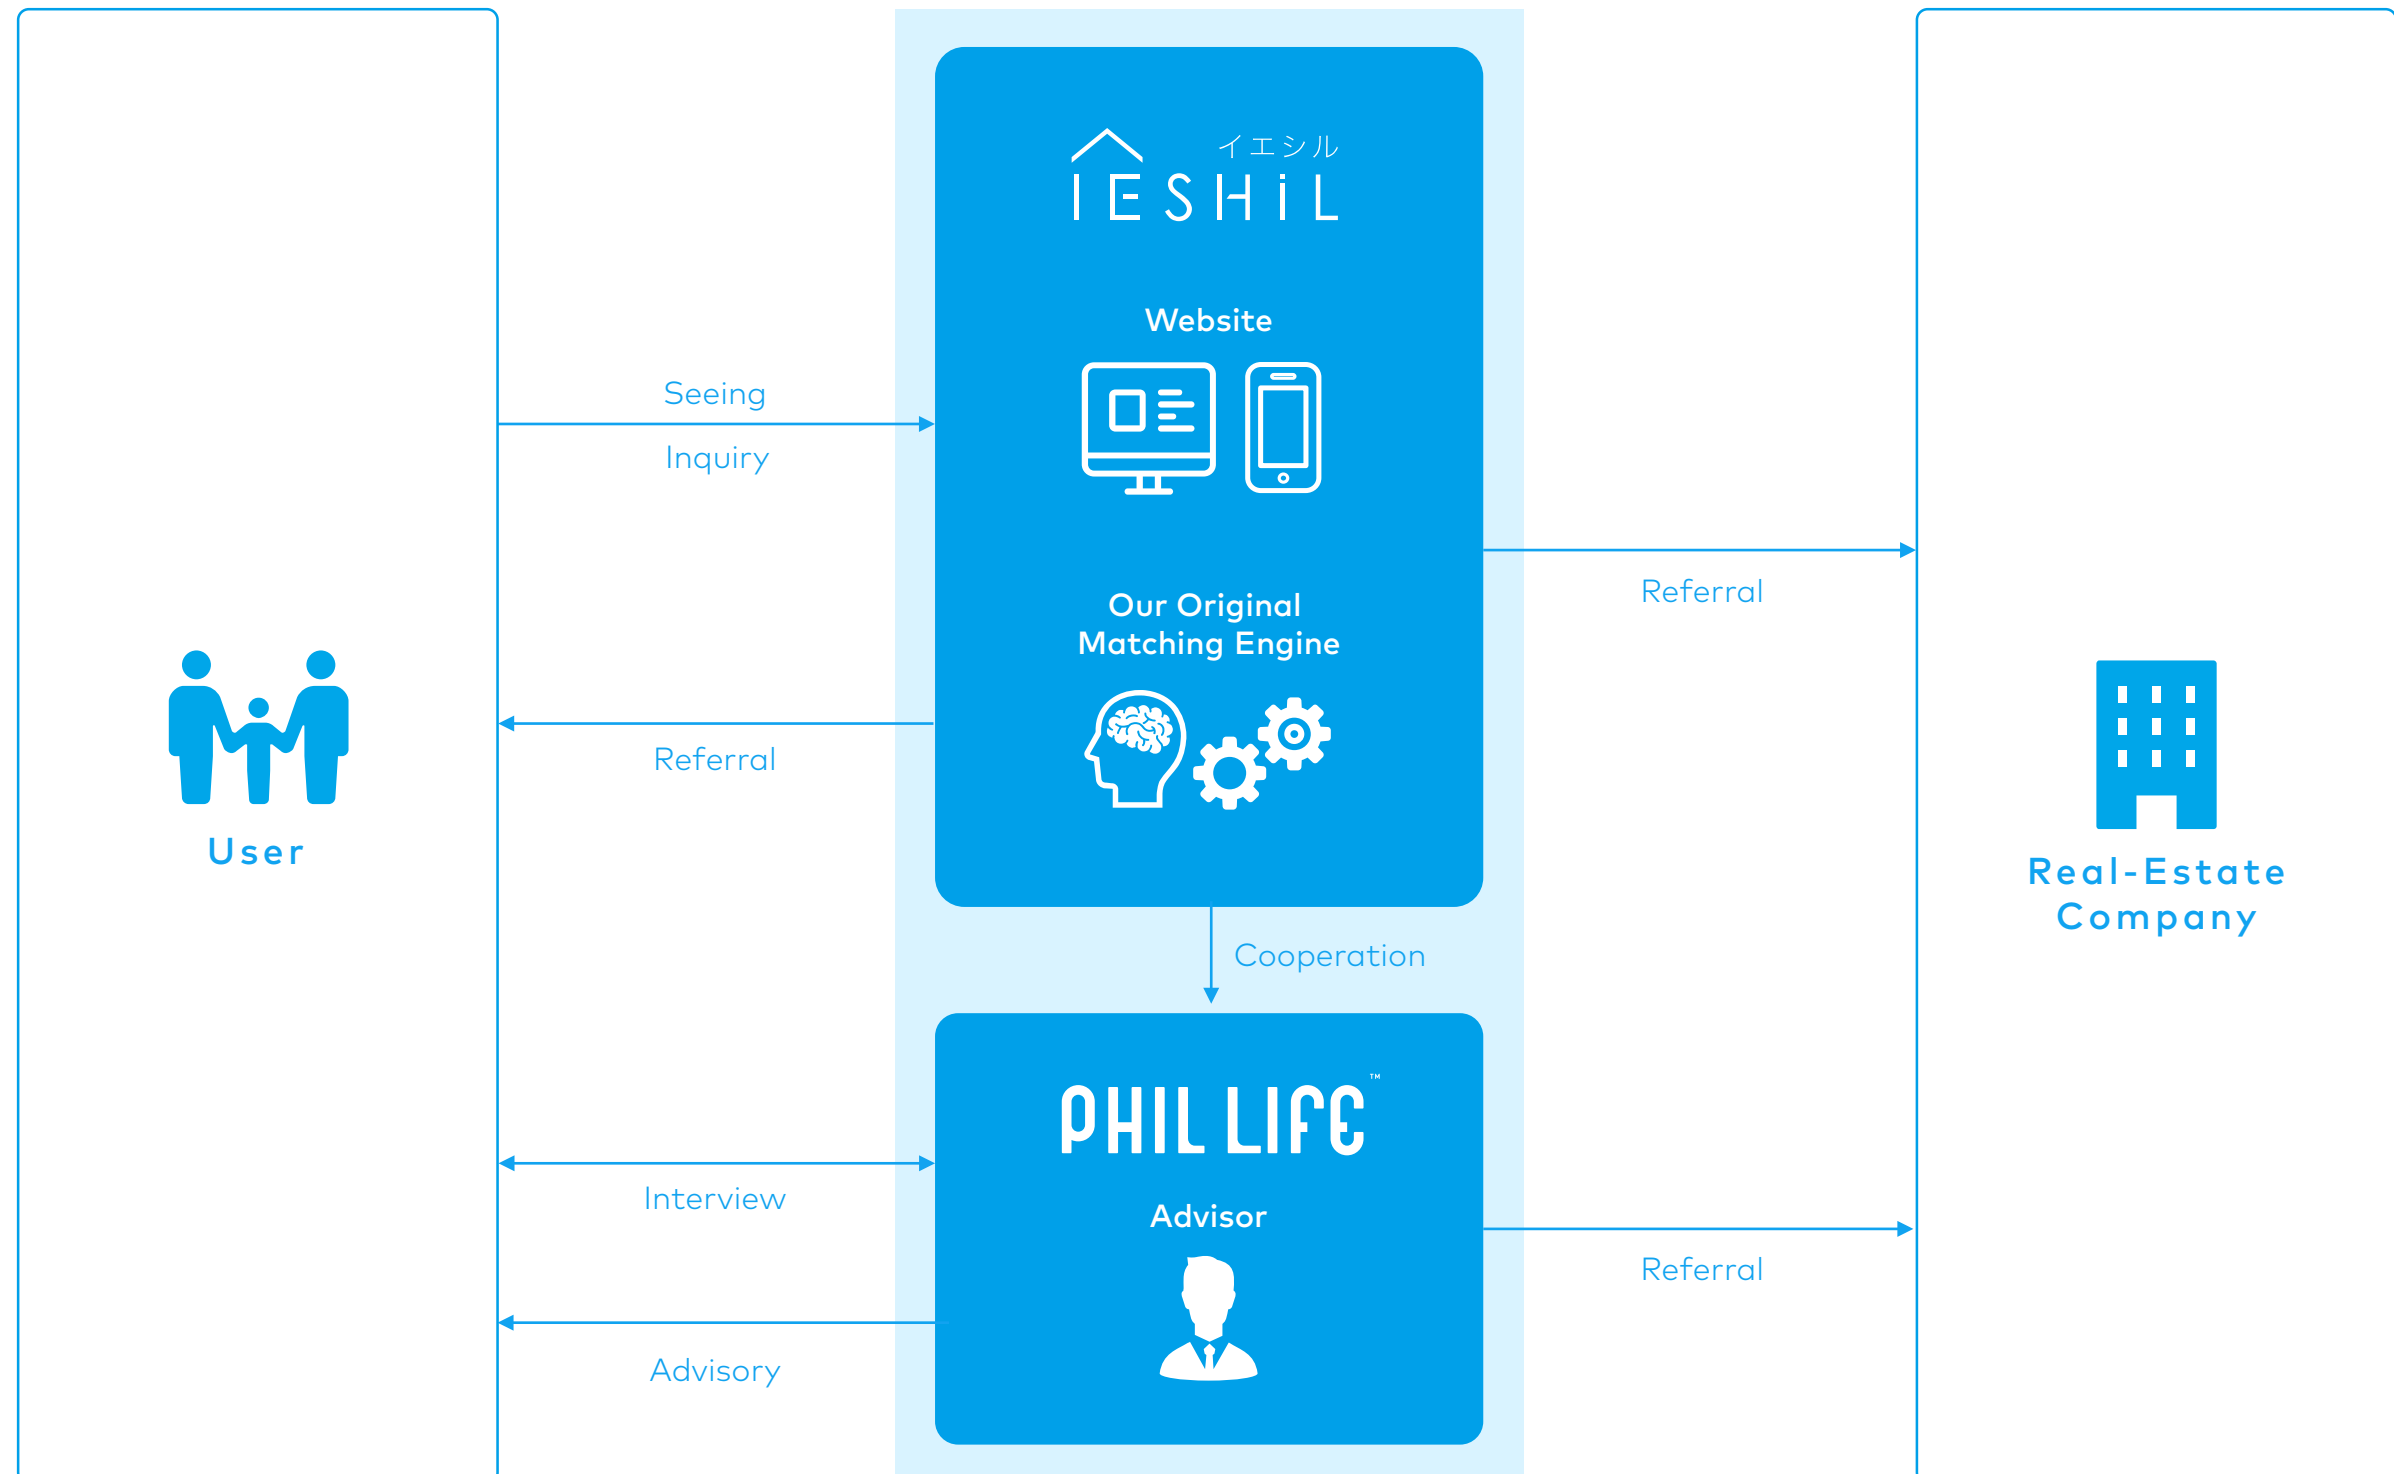 イエシル
IESHIL
Website
Seeing
Inquiry
Referral
Our Original
Matching Engine
Referral
User
Real-Estate
Company
Cooperation
PHIL LIFE™
Interview
Advisor
Referral
Advisory